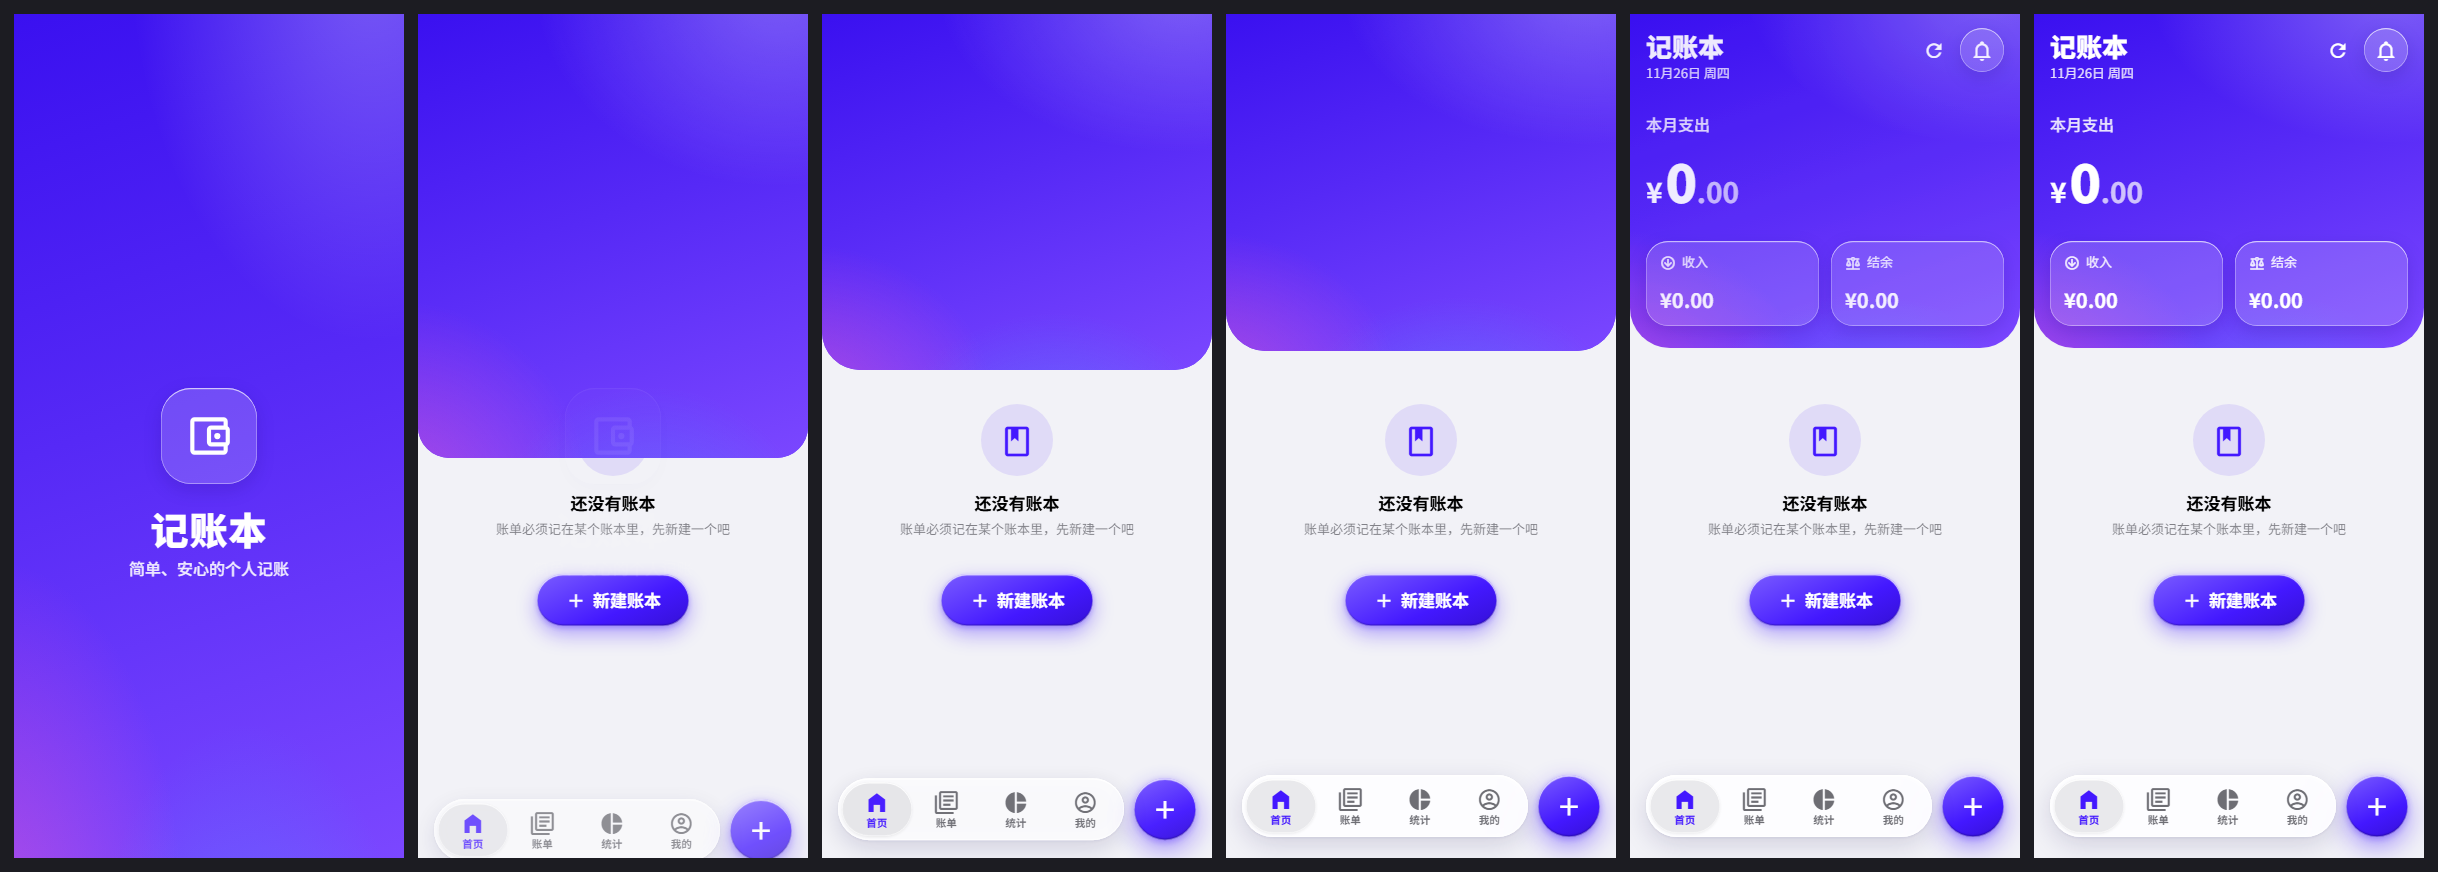 记账本
简单、安心的个人记账
还没有账本
账单必须记在某个账本里，先新建一个吧
+ 新建账本
首页 账单 统计 我的
还没有账本
账单必须记在某个账本里，先新建一个吧
+ 新建账本
首页 账单 统计 我的
还没有账本
账单必须记在某个账本里，先新建一个吧
+ 新建账本
首页 账单 统计 我的
记账本
11月26日 周四
本月支出
¥0.00
收入 结余
¥0.00 ¥0.00
还没有账本
账单必须记在某个账本里，先新建一个吧
+ 新建账本
首页 账单 统计 我的
记账本
11月26日 周四
本月支出
¥0.00
收入 结余
¥0.00 ¥0.00
还没有账本
账单必须记在某个账本里，先新建一个吧
+ 新建账本
首页 账单 统计 我的